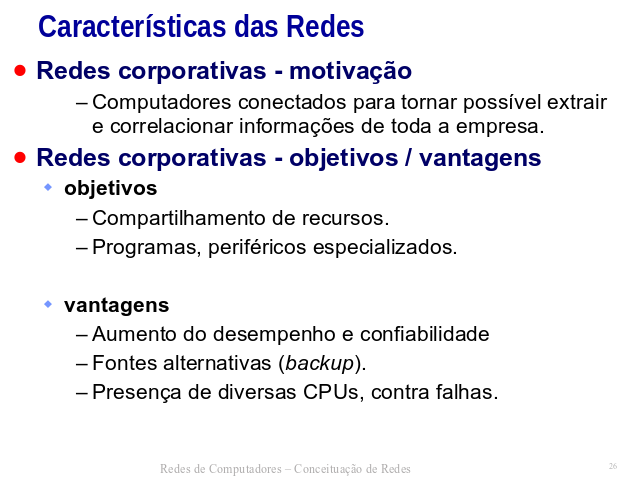 Características das Redes
● Redes corporativas - motivação
– Computadores conectados para tornar possível extrair
e correlacionar informações de toda a empresa.
● Redes corporativas - objetivos / vantagens
◆ objetivos
– Compartilhamento de recursos.
– Programas, periféricos especializados.
◆ vantagens
– Aumento do desempenho e confiabilidade
– Fontes alternativas (backup).
– Presença de diversas CPUs, contra falhas.
Redes de Computadores – Conceituação de Redes
26